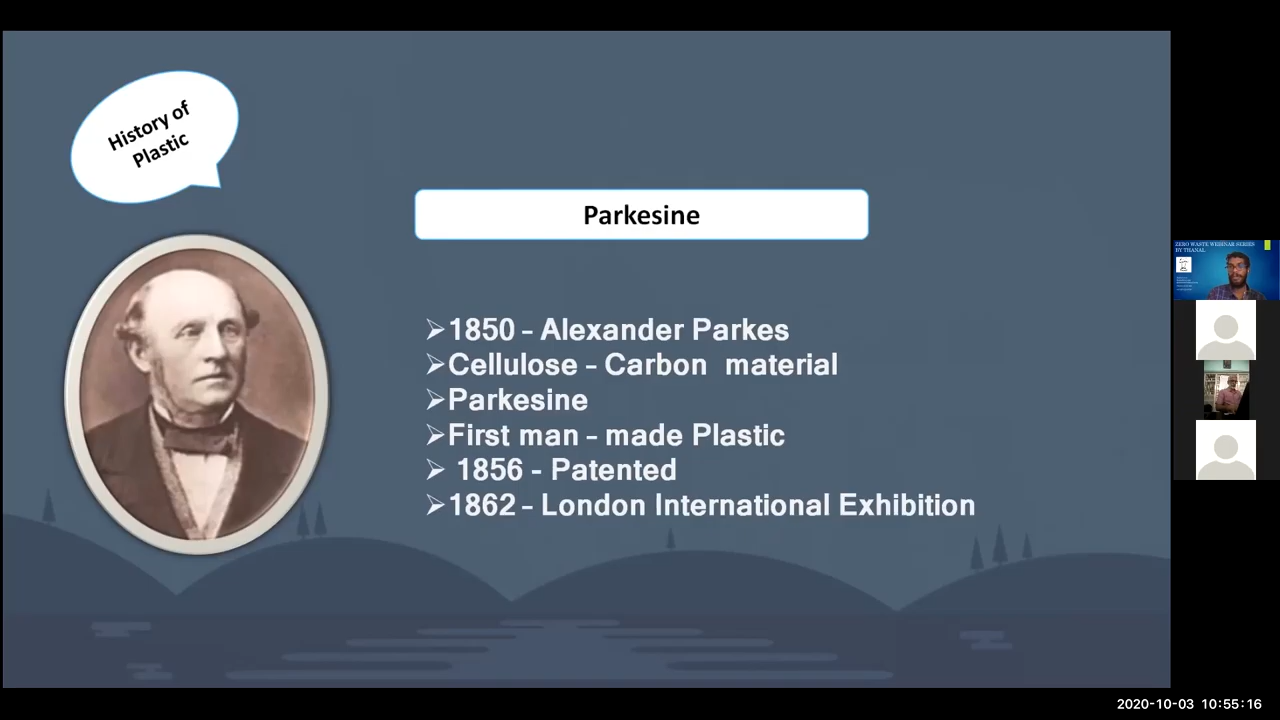 History of
Plastic
Parkesine
➢1850 – Alexander Parkes
➢Cellulose – Carbon  material
➢Parkesine
➢First man – made Plastic
➢ 1856 - Patented
➢1862 – London International Exhibition
ZERO WASTE WEBINAR SERIES
BY THANAL
2020-10-03 10:55:16